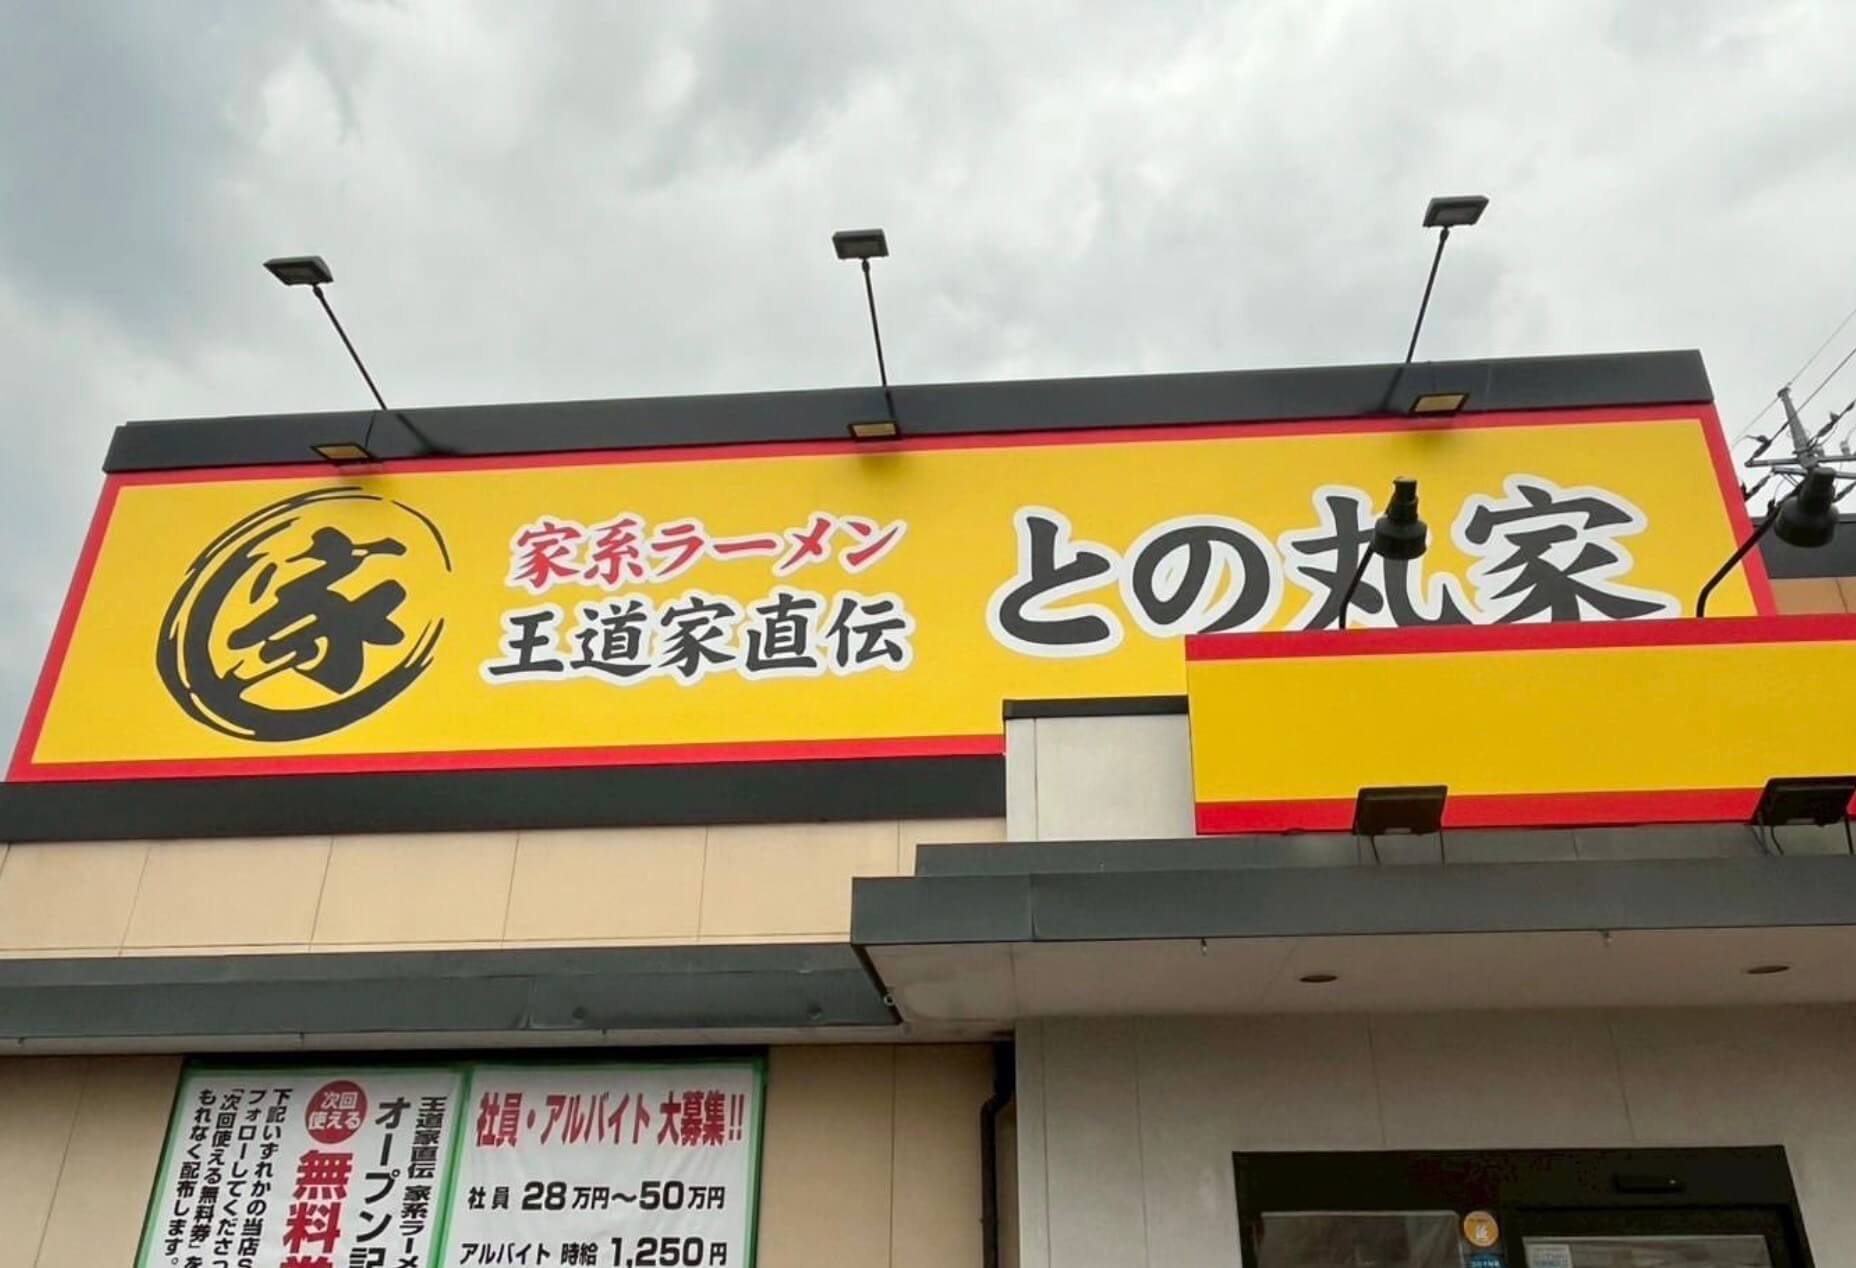 家
家系ラーメン
王道家直伝
との丸家
王道家直伝 家系ラーメ
オープン記
次回
使える
無料券
下記いずれかの当店S
フォローしてくださっ
「次回使える無料券」を
もれなく配布します。
社員・アルバイト 大募集!!
社員 28万円〜50万円
アルバイト 時給 1,250円